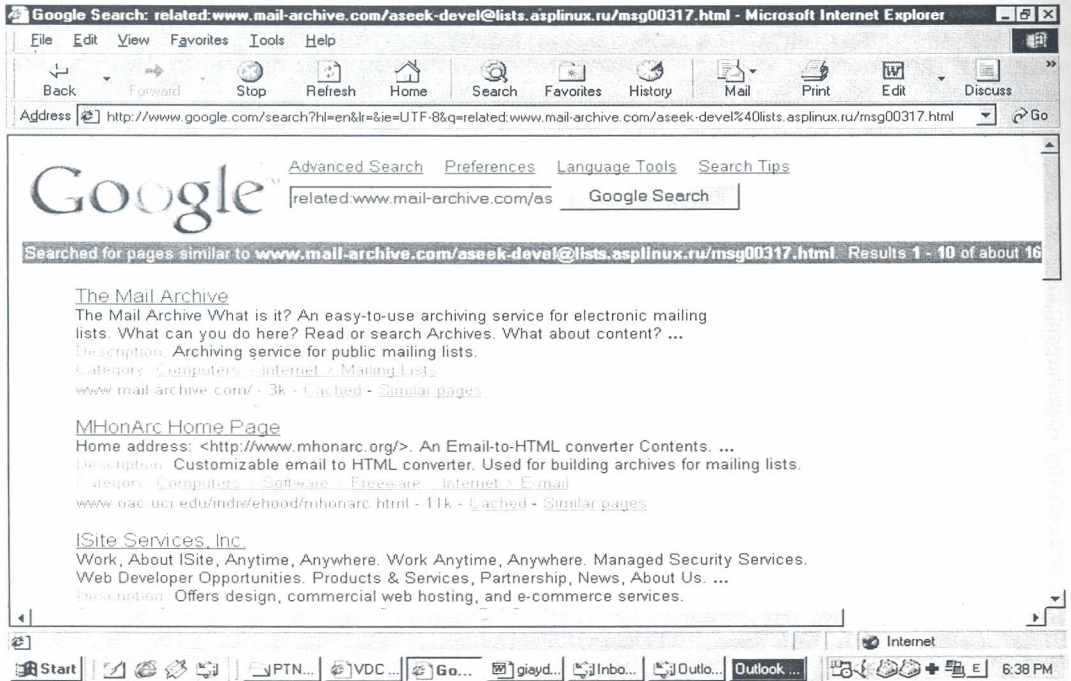 Google Search: related:www.mail-archive.com/aseek-devel@lists.asplinux.ru/msg00317.html - Microsoft Internet Explorer
File Edit View Favorites Tools Help
Back Forward Stop Refresh Home Search Favorites History Mail Print Edit Discuss »
Address http://www.google.com/search?hl=en&lr=&ie=UTF-8&q=related:www.mail-archive.com/aseek-devel%40lists.asplinux.ru/msg00317.html Go
Advanced Search Preferences Language Tools Search Tips
Google™ related:www.mail-archive.com/as Google Search
Searched for pages similar to www.mail-archive.com/aseek-devel@lists.asplinux.ru/msg00317.html. Results 1 - 10 of about 16
The Mail Archive
The Mail Archive What is it? An easy-to-use archiving service for electronic mailing
lists. What can you do here? Read or search Archives. What about content? ...
Description: Archiving service for public mailing lists.
Category: Computers > Internet > Mailing Lists
www.mail-archive.com/ - 3k - Cached - Similar pages
MHonArc Home Page
Home address: <http://www.mhonarc.org/>. An Email-to-HTML converter Contents. ...
Description: Customizable email to HTML converter. Used for building archives for mailing lists.
Category: Computers > Software > Freeware > Internet > E-mail
www.oac.uci.edu/indiv/ehood/mhonarc.html - 11k - Cached - Similar pages
ISite Services, Inc.
Work, About ISite, Anytime, Anywhere. Work Anytime, Anywhere. Managed Security Services.
Web Developer Opportunities. Products & Services, Partnership, News, About Us. ...
Description: Offers design, commercial web hosting, and e-commerce services.
Internet
Start PTN... VDC ... Go... giayd... Inbo... Outlo... Outlook ... E 6:38 PM